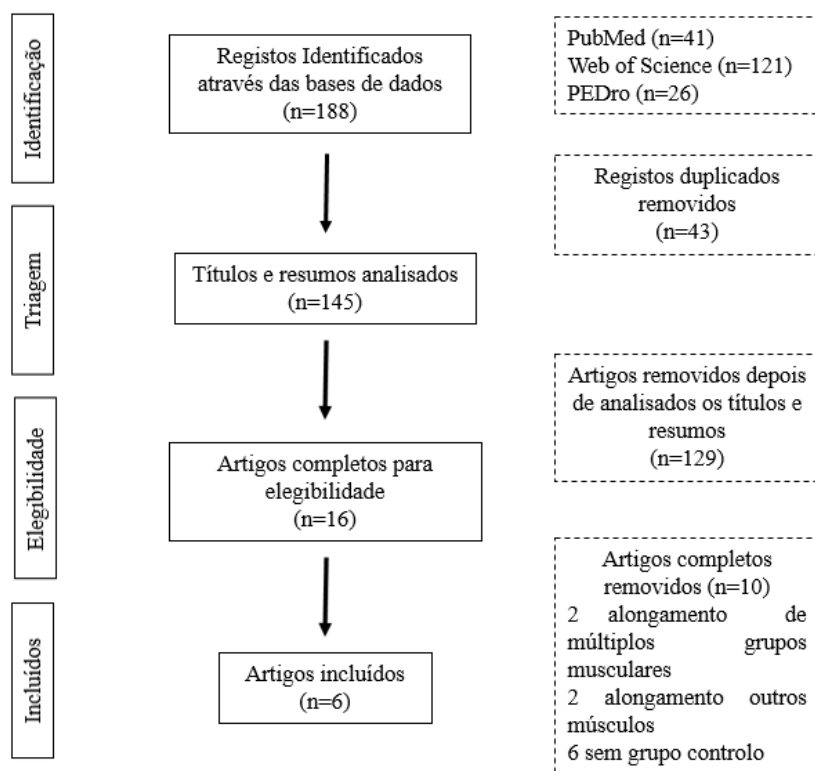 Identificação
Registos Identificados
através das bases de dados
(n=188)
PubMed (n=41)
Web of Science (n=121)
PEDro (n=26)
Registos duplicados
removidos
(n=43)
Triagem
Títulos e resumos analisados
(n=145)
Artigos removidos depois
de analisados os títulos e
resumos
(n=129)
Elegibilidade
Artigos completos para
elegibilidade
(n=16)
Artigos completos
removidos (n=10)
2 alongamento de
múltiplos grupos
musculares
2 alongamento outros
músculos
6 sem grupo controlo
Incluídos
Artigos incluídos
(n=6)